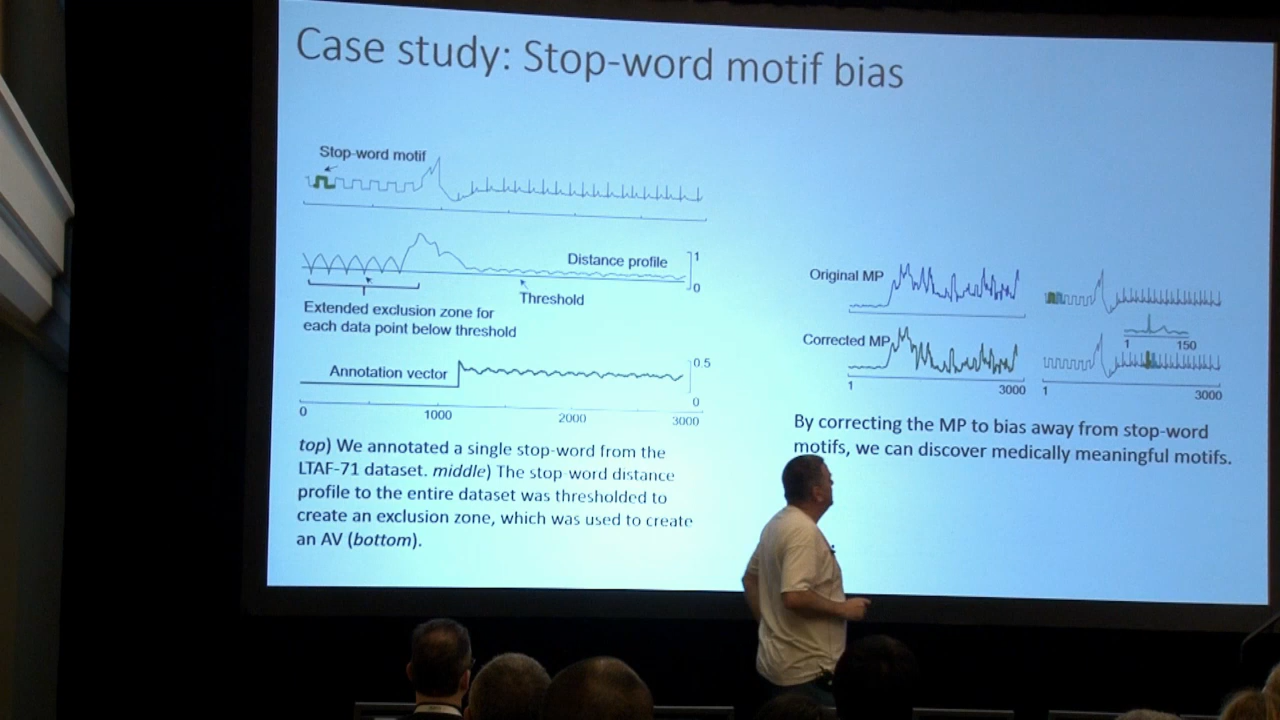 Case study: Stop-word motif bias
Stop-word motif
Distance profile
1
0
Threshold
Extended exclusion zone for
each data point below threshold
Annotation vector
0.5
0
0
1000
2000
3000
top) We annotated a single stop-word from the
LTAF-71 dataset. middle) The stop word distance
profile to the entire dataset was thresholded to
create an exclusion zone, which was used to create
an AV (bottom).
Original MP
Corrected MP
1
3000
1
150
1
3000
By correcting the MP to bias away from stop-word
motifs, we can discover medically meaningful motifs.